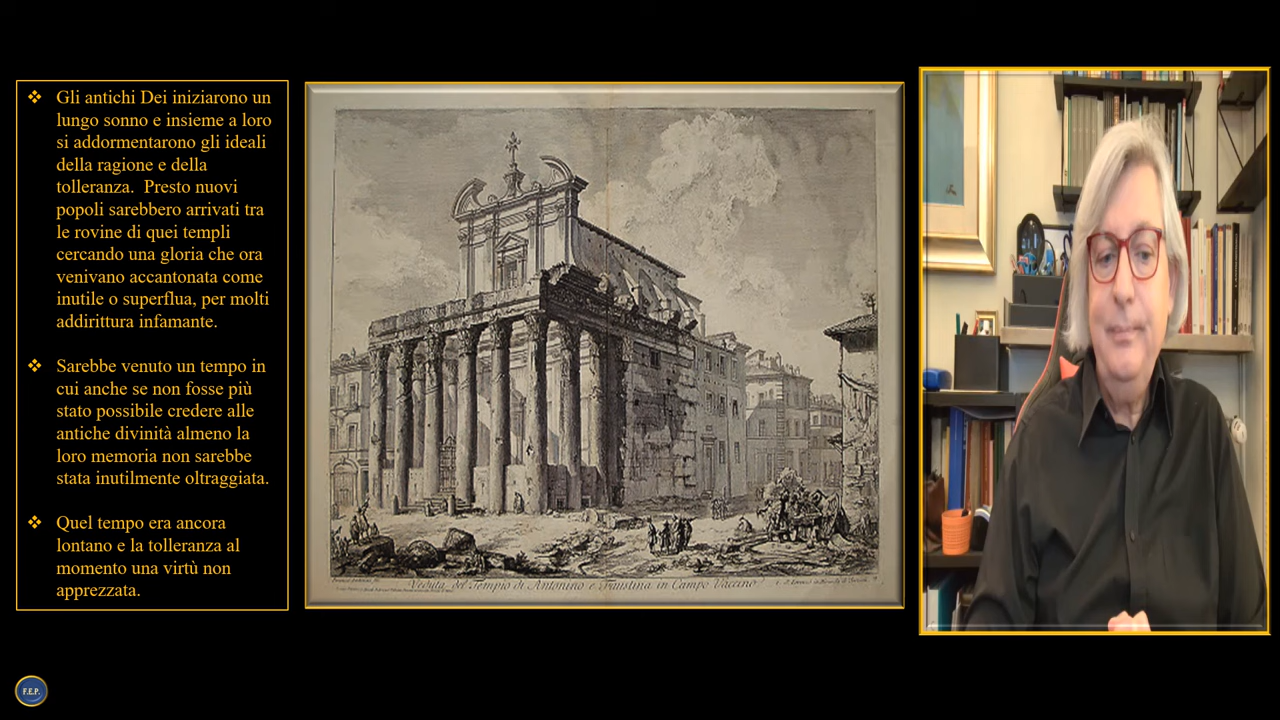 ❖ Gli antichi Dei iniziarono un
lungo sonno e insieme a loro
si addormentarono gli ideali
della ragione e della
tolleranza.  Presto nuovi
popoli sarebbero arrivati tra
le rovine di quei templi
cercando una gloria che ora
venivano accantonata come
inutile o superflua, per molti
addirittura infamante.
❖ Sarebbe venuto un tempo in
cui anche se non fosse più
stato possibile credere alle
antiche divinità almeno la
loro memoria non sarebbe
stata inutilmente oltraggiata.
❖ Quel tempo era ancora
lontano e la tolleranza al
momento una virtù non
apprezzata.
Veduta del Tempio di Antonino e Faustina in Campo Vaccino
F.E.P.